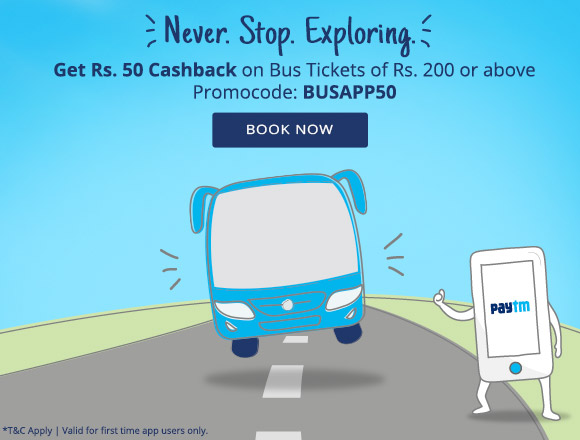 Never. Stop. Exploring.
Get Rs. 50 Cashback on Bus Tickets of Rs. 200 or above
Promocode: BUSAPP50
BOOK NOW
paytm
*T&C Apply | Valid for first time app users only.